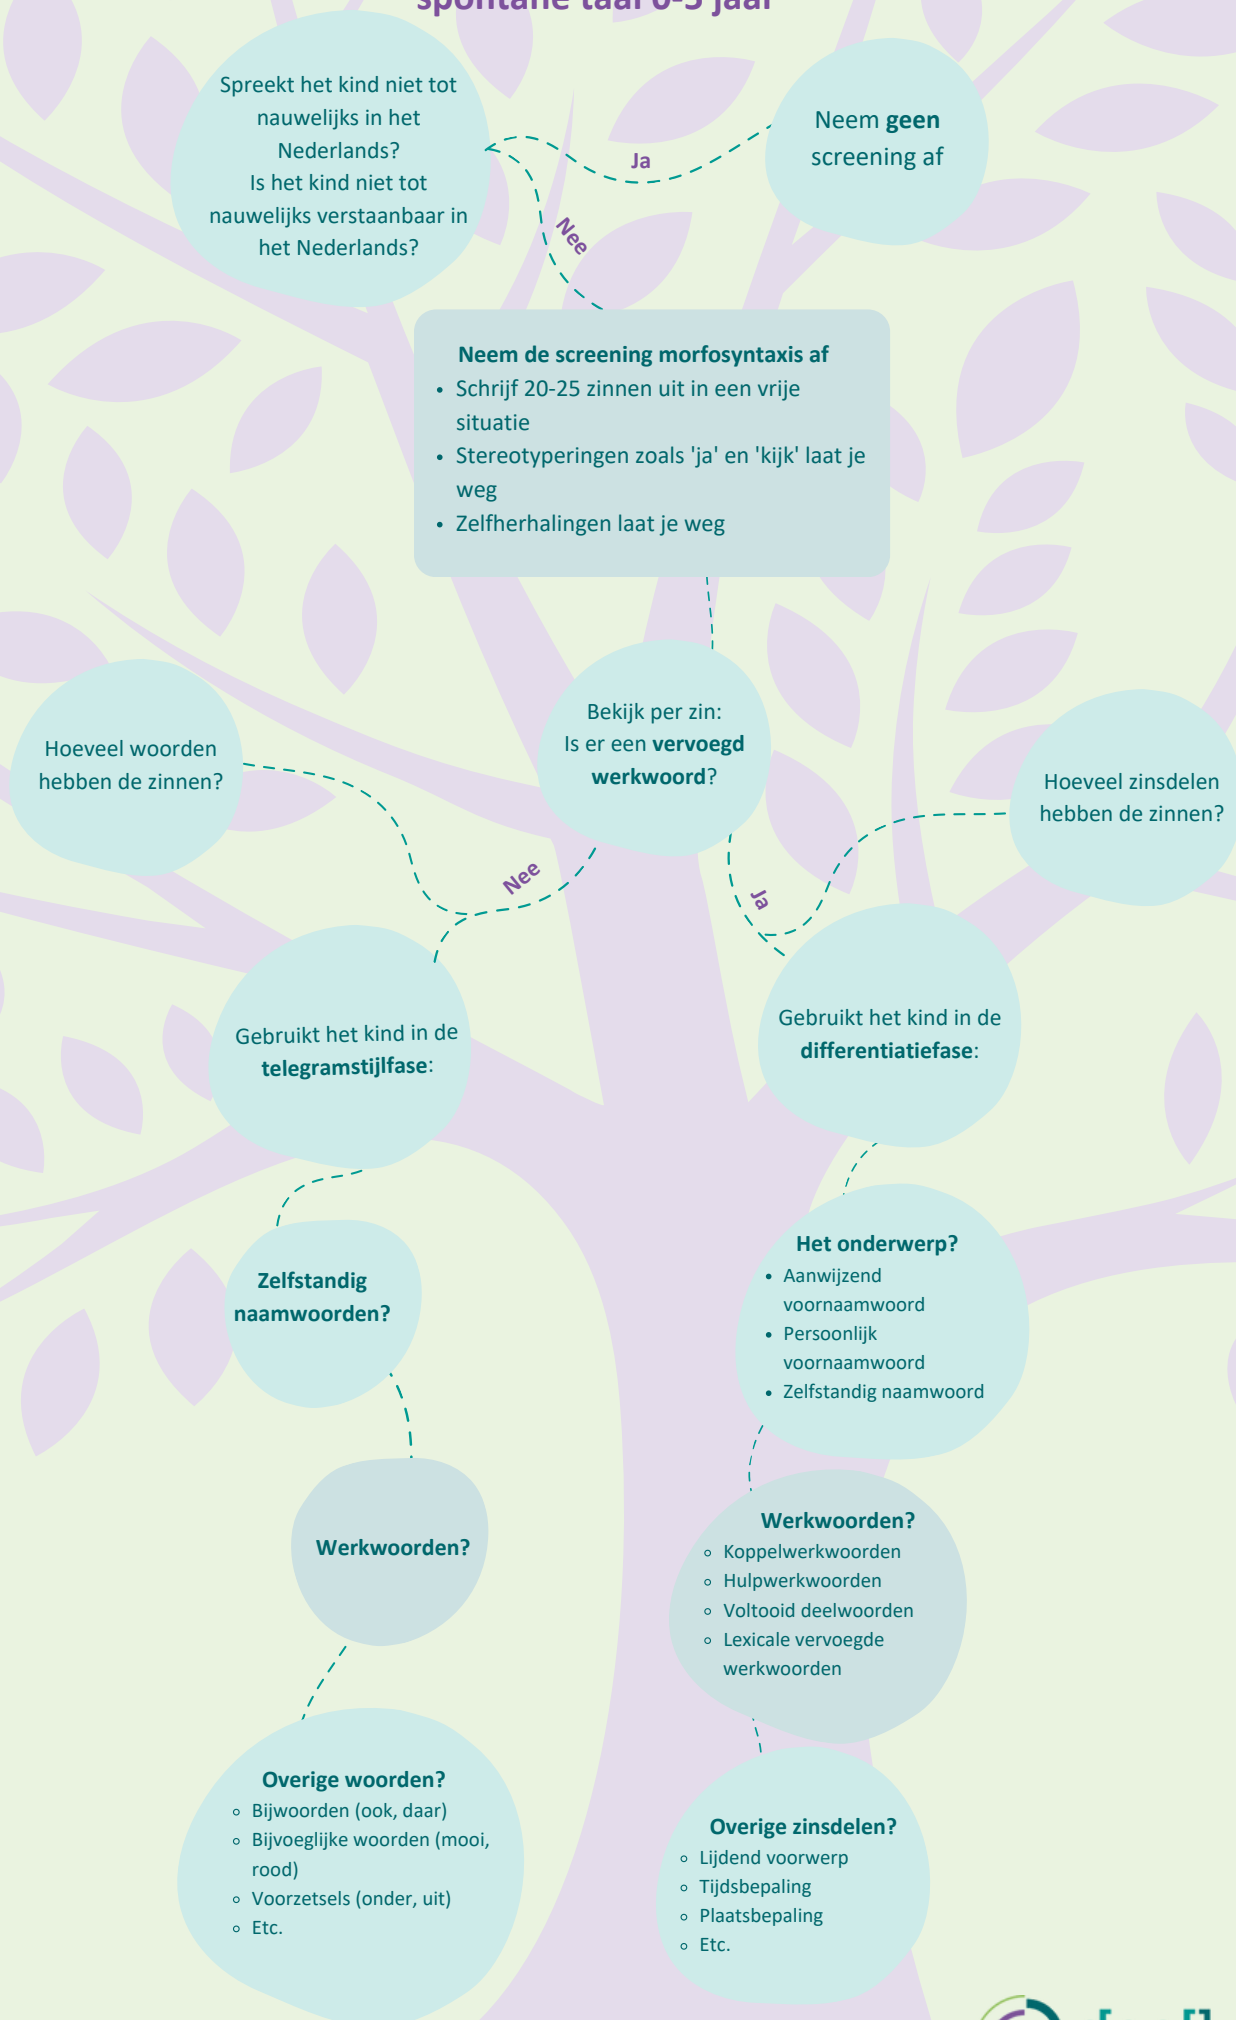 spontane taal 0-5 jaar
Spreekt het kind niet tot
nauwelijks in het
Nederlands?
Is het kind niet tot
nauwelijks verstaanbaar in
het Nederlands?
Ja
Neem geen
screening af
Nee
Neem de screening morfosyntaxis af
• Schrijf 20-25 zinnen uit in een vrije
situatie
• Stereotyperingen zoals 'ja' en 'kijk' laat je
weg
• Zelfherhalingen laat je weg
Bekijk per zin:
Is er een vervoegd
werkwoord?
Hoeveel woorden
hebben de zinnen?
Hoeveel zinsdelen
hebben de zinnen?
Nee
Ja
Gebruikt het kind in de
telegramstijlfase:
Gebruikt het kind in de
differentiatiefase:
Zelfstandig
naamwoorden?
Werkwoorden?
Overige woorden?
◦ Bijwoorden (ook, daar)
◦ Bijvoeglijke woorden (mooi,
rood)
◦ Voorzetsels (onder, uit)
◦ Etc.
Het onderwerp?
• Aanwijzend
voornaamwoord
• Persoonlijk
voornaamwoord
• Zelfstandig naamwoord
Werkwoorden?
◦ Koppelwerkwoorden
◦ Hulpwerkwoorden
◦ Voltooid deelwoorden
◦ Lexicale vervoegde
werkwoorden
Overige zinsdelen?
◦ Lijdend voorwerp
◦ Tijdsbepaling
◦ Plaatsbepaling
◦ Etc.